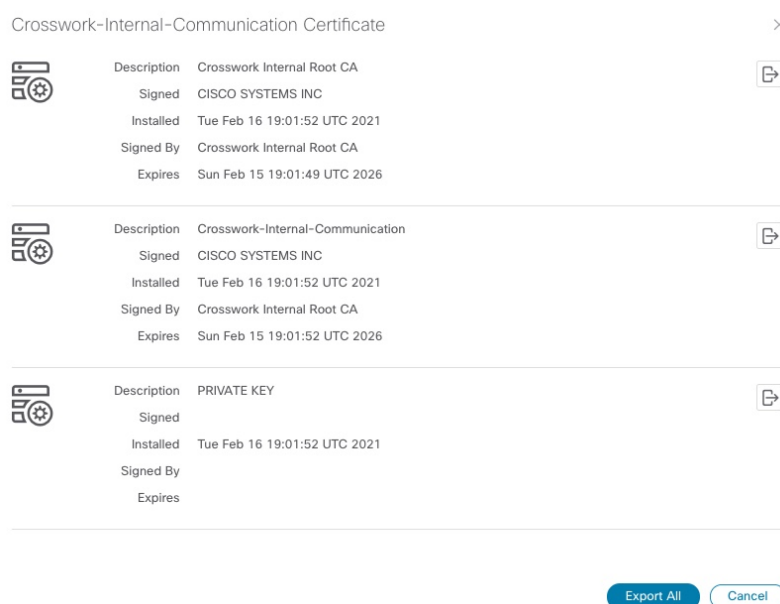 Crosswork-Internal-Communication Certificate
Description Crosswork Internal Root CA
Signed CISCO SYSTEMS INC
Installed Tue Feb 16 19:01:52 UTC 2021
Signed By Crosswork Internal Root CA
Expires Sun Feb 15 19:01:49 UTC 2026
Description Crosswork-Internal-Communication
Signed CISCO SYSTEMS INC
Installed Tue Feb 16 19:01:52 UTC 2021
Signed By Crosswork Internal Root CA
Expires Sun Feb 15 19:01:52 UTC 2026
Description PRIVATE KEY
Signed
Installed Tue Feb 16 19:01:52 UTC 2021
Signed By
Expires
Export All Cancel